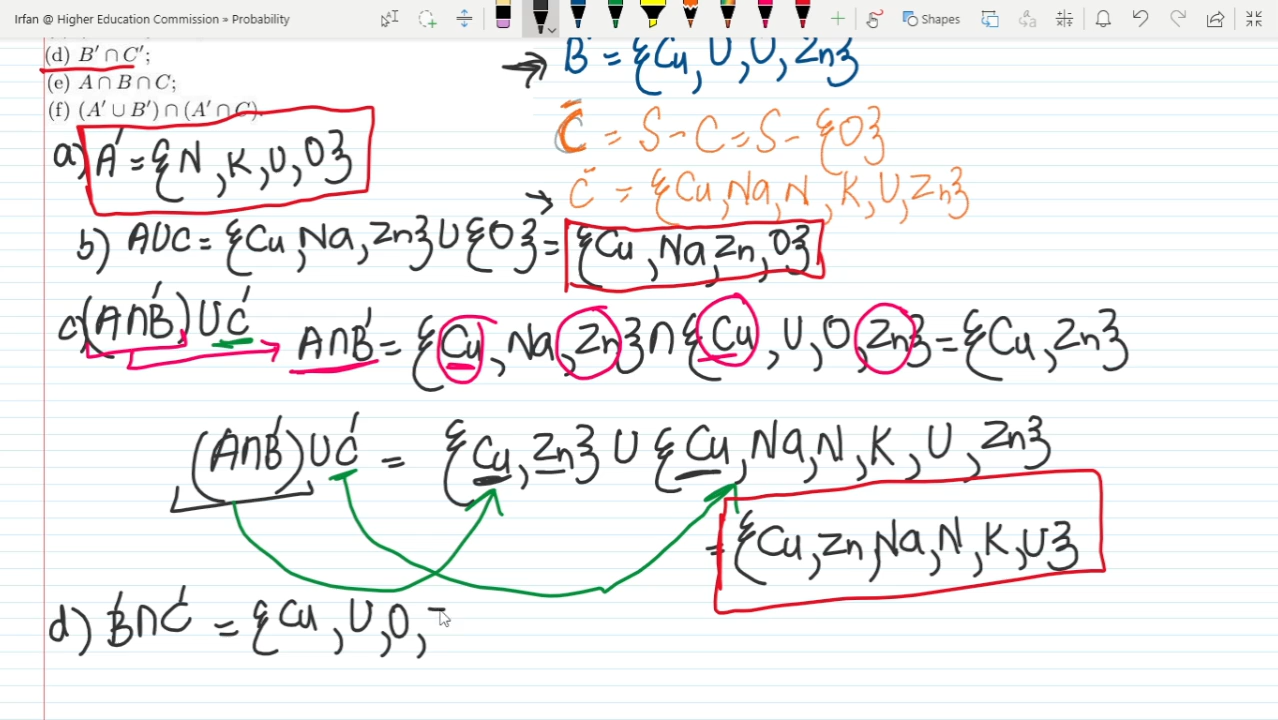 Irfan @ Higher Education Commission » Probability
Shapes
(d) B′ ∩ C′;
(e) A ∩ B ∩ C;
(f) (A′ ∪ B′) ∩ (A′ ∩ C).
B = {Cu, U, O, Zn}
C̄ = S - C = S - {O}
C̄ = {Cu, Na, N, K, U, Zn}
a) A′ = {N, K, U, O}
b) AUC = {Cu, Na, Zn} U {O} = {Cu, Na, Zn, O}
c) (A∩B′) U C′ A∩B′ = {Cu, Na, Zn} ∩ {Cu, U, O, Zn} = {Cu, Zn}
(A∩B′) U C′ = {Cu, Zn} U {Cu, Na, N, K, U, Zn}
= {Cu, Zn, Na, N, K, U}
d) B′∩C′ = {Cu, U, O,